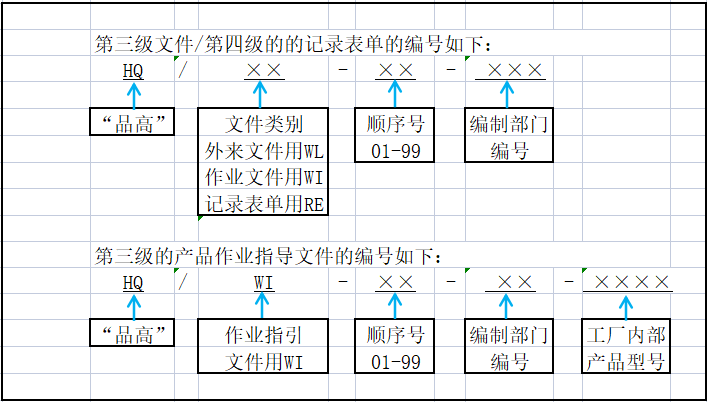 第三级文件/第四级的的记录表单的编号如下：
HQ / ×× - ×× - ×××
“品高” 文件类别 顺序号 编制部门
外来文件用WL 01-99 编号
作业文件用WI
记录表单用RE
第三级的产品作业指导文件的编号如下：
HQ / WI - ×× - ×× - ××××
“品高” 作业指引 顺序号 编制部门 工厂内部
文件用WI 01-99 编号 产品型号